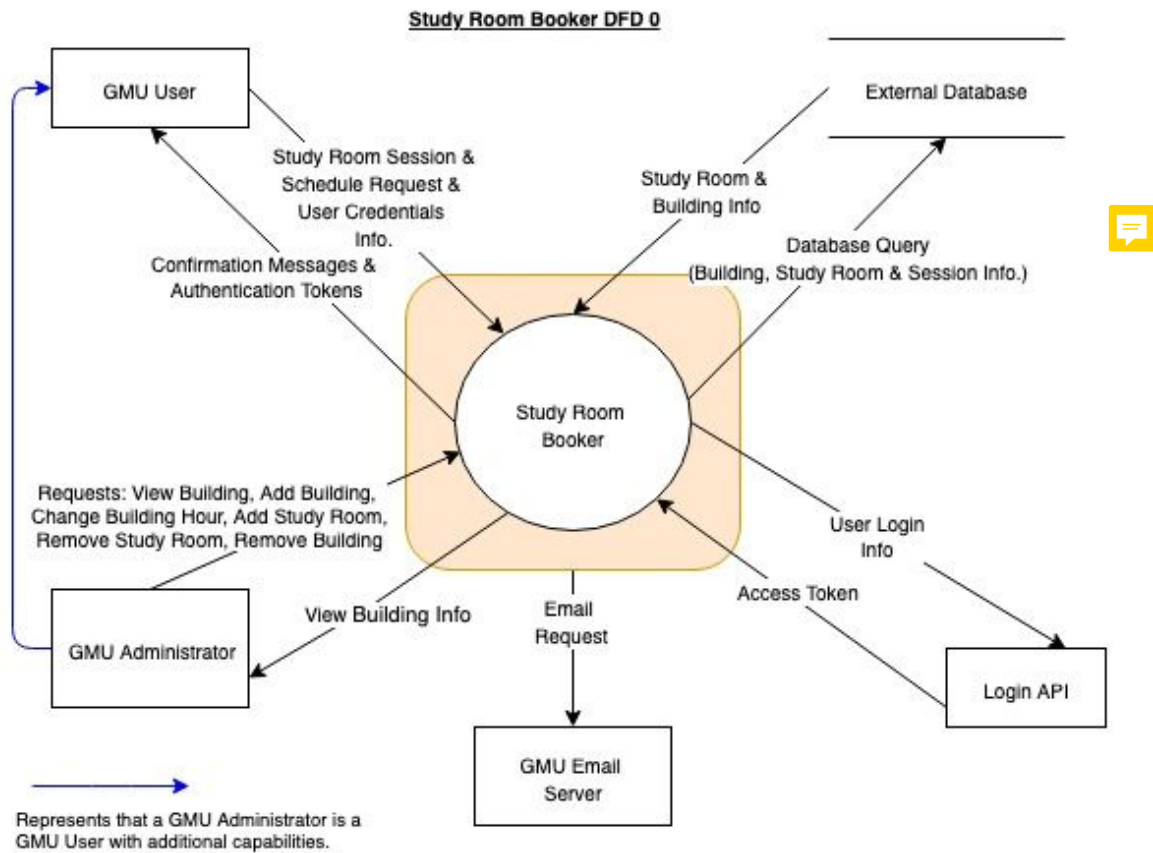 Study Room Booker DFD 0
GMU User
External Database
Study Room Session &
Schedule Request &
User Credentials
Info.
Study Room &
Building Info
Confirmation Messages &
Authentication Tokens
Database Query
(Building, Study Room & Session Info.)
Study Room
Booker
Requests: View Building, Add Building,
Change Building Hour, Add Study Room,
Remove Study Room, Remove Building
User Login
Info
Access Token
View Building Info
Email
Request
GMU Administrator
Login API
GMU Email
Server
Represents that a GMU Administrator is a
GMU User with additional capabilities.